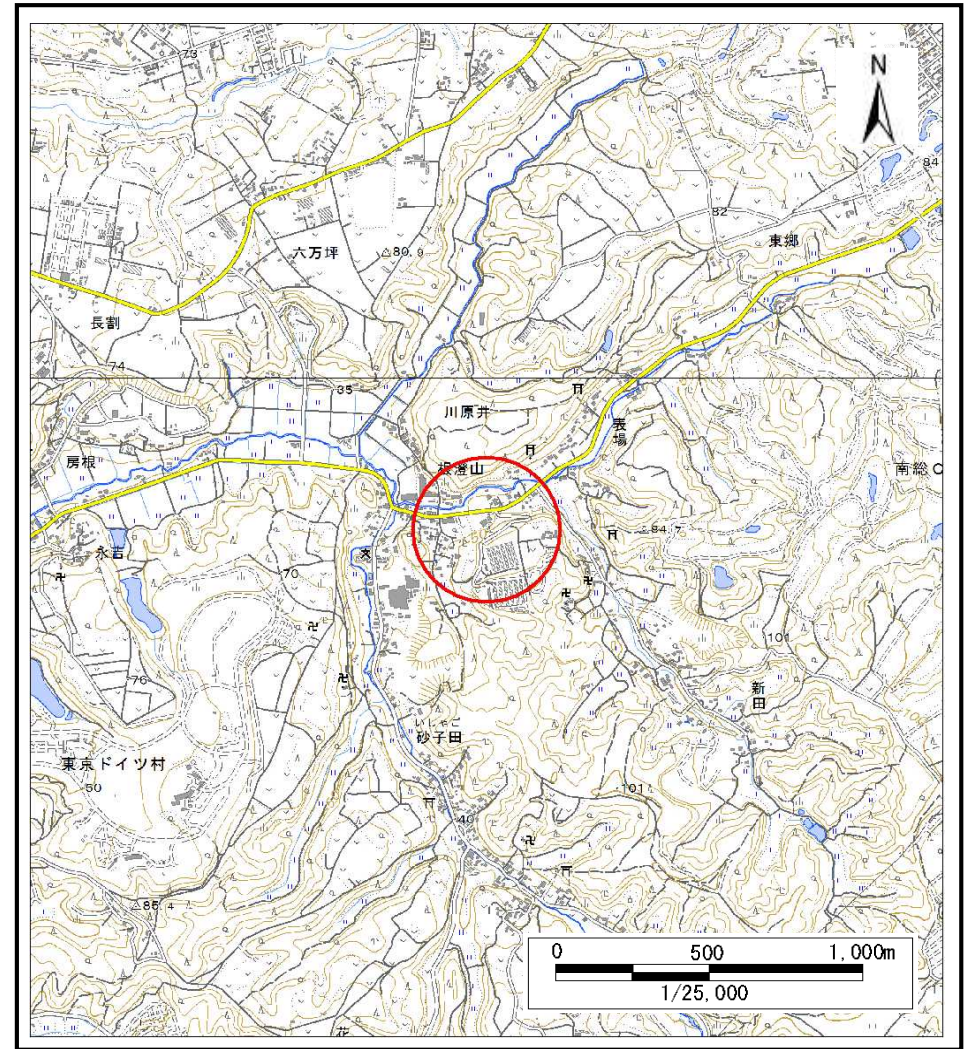 73
N
84
82
東郷
六万坪
80.9
長割
74
35
川原井
表場
房根
根澄山
南総C
84.7
永吉
70
101
76
新田
いしゃご
砂子田
東京ドイツ村
50
101
40
85.4
0 500 1,000m
1/25,000
花